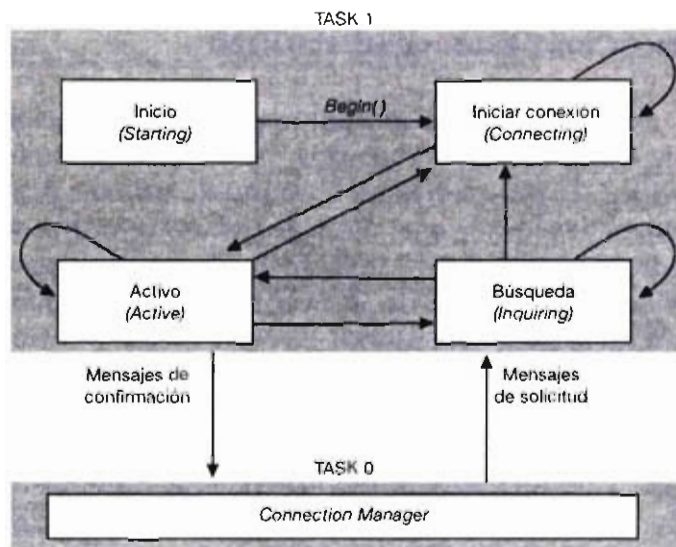 TASK 1
Inicio
(Starting)
Begin()
Iniciar conexión
(Connecting)
Activo
(Active)
Búsqueda
(Inquiring)
Mensajes de
confirmación
Mensajes
de solicitud
TASK 0
Connection Manager